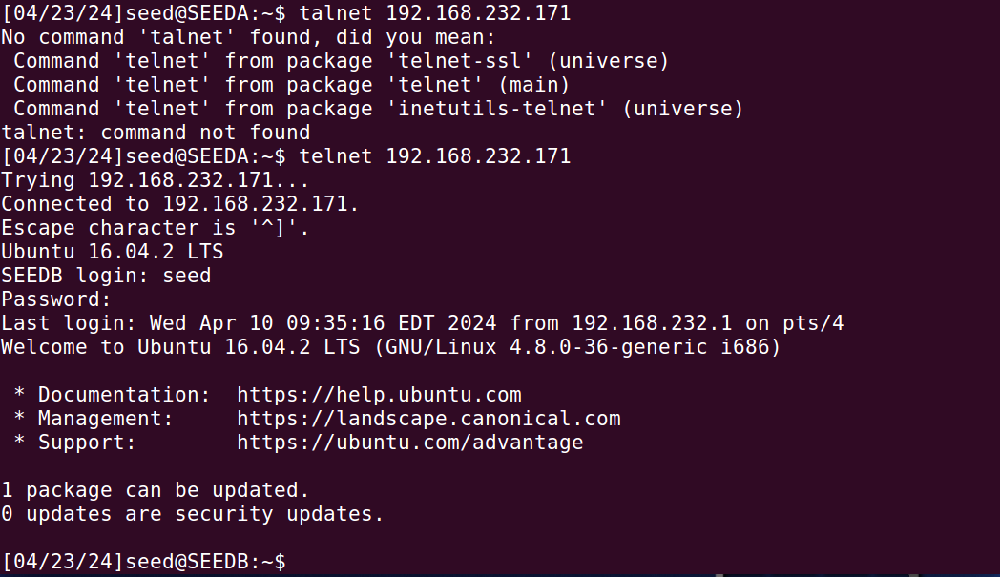 [04/23/24]seed@SEEDA:~$ talnet 192.168.232.171
No command 'talnet' found, did you mean:
 Command 'telnet' from package 'telnet-ssl' (universe)
 Command 'telnet' from package 'telnet' (main)
 Command 'telnet' from package 'inetutils-telnet' (universe)
talnet: command not found
[04/23/24]seed@SEEDA:~$ telnet 192.168.232.171
Trying 192.168.232.171...
Connected to 192.168.232.171.
Escape character is '^]'.
Ubuntu 16.04.2 LTS
SEEDB login: seed
Password:
Last login: Wed Apr 10 09:35:16 EDT 2024 from 192.168.232.1 on pts/4
Welcome to Ubuntu 16.04.2 LTS (GNU/Linux 4.8.0-36-generic i686)

 * Documentation:  https://help.ubuntu.com
 * Management:     https://landscape.canonical.com
 * Support:        https://ubuntu.com/advantage

1 package can be updated.
0 updates are security updates.

[04/23/24]seed@SEEDB:~$